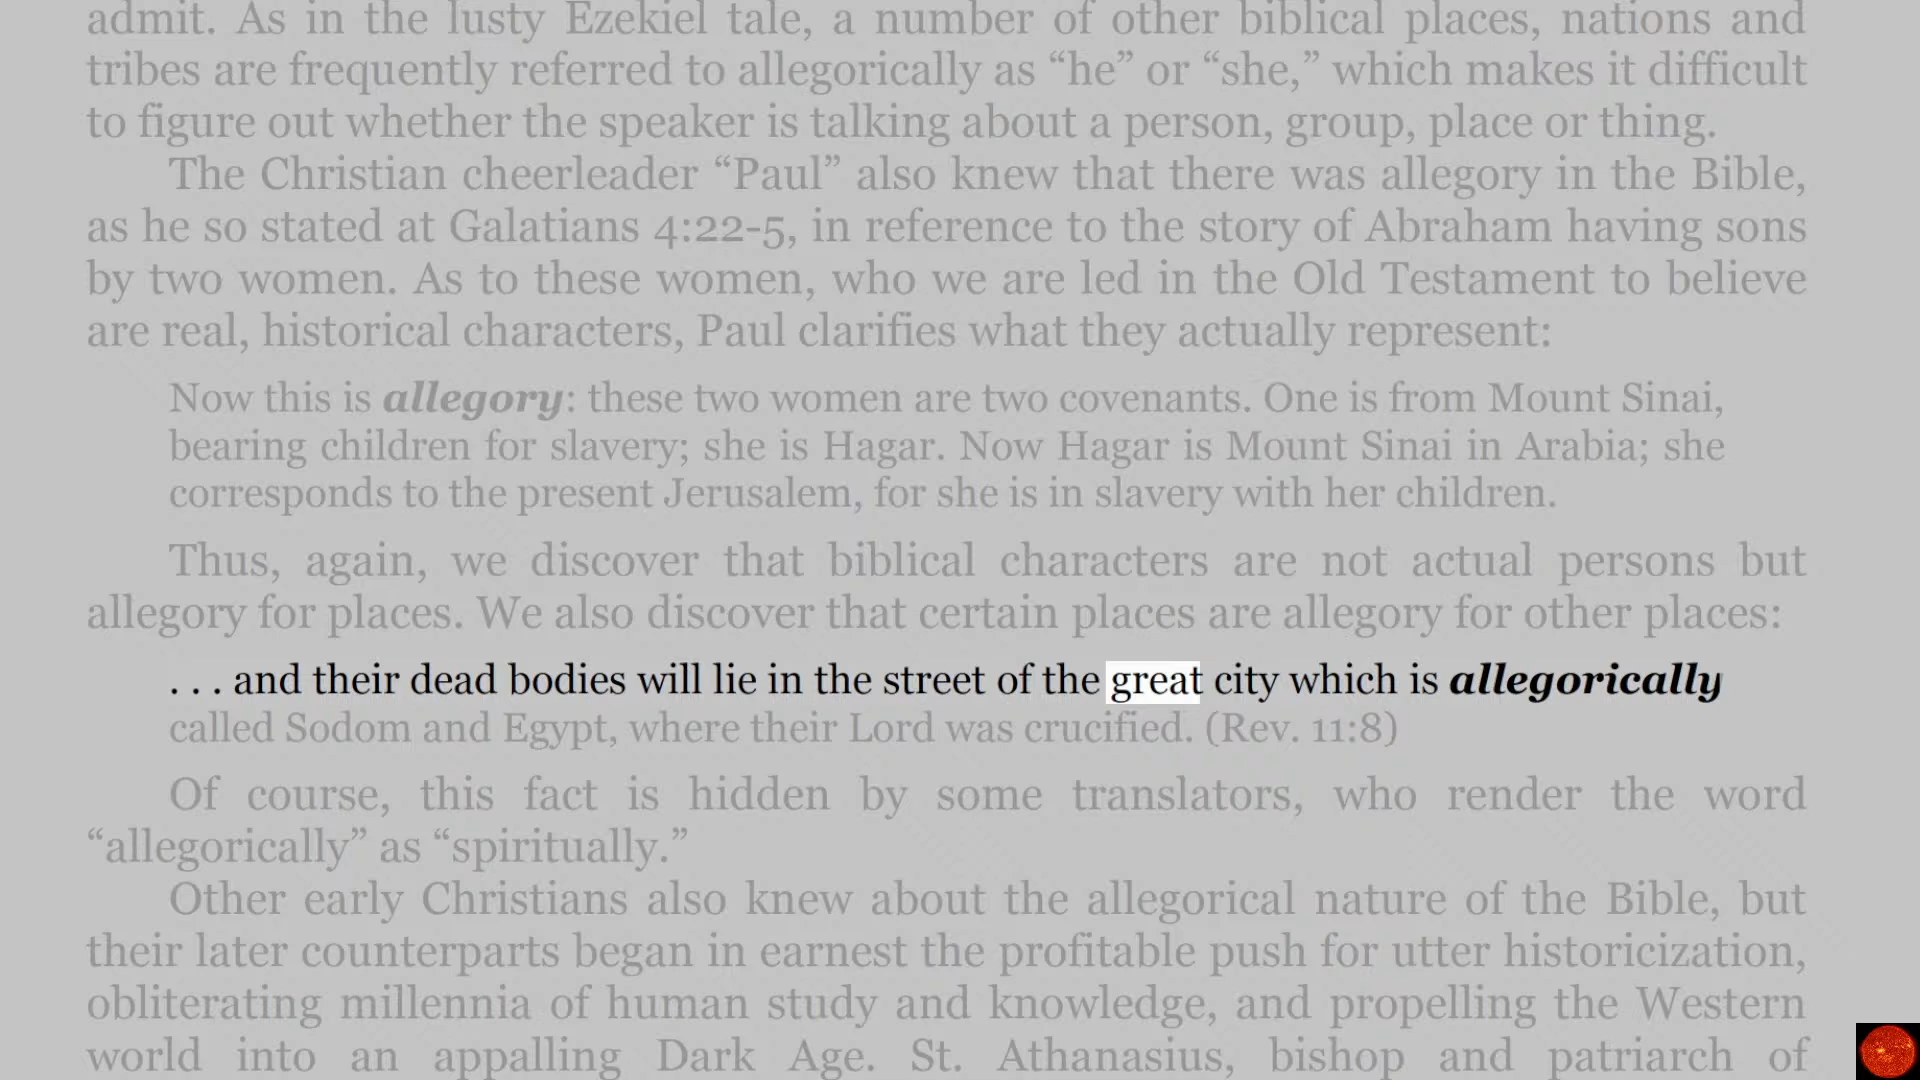 admit. As in the lusty Ezekiel tale, a number of other biblical places, nations and
tribes are frequently referred to allegorically as “he” or “she,” which makes it difficult
to figure out whether the speaker is talking about a person, group, place or thing.
The Christian cheerleader “Paul” also knew that there was allegory in the Bible,
as he so stated at Galatians 4:22-5, in reference to the story of Abraham having sons
by two women. As to these women, who we are led in the Old Testament to believe
are real, historical characters, Paul clarifies what they actually represent:
Now this is allegory: these two women are two covenants. One is from Mount Sinai,
bearing children for slavery; she is Hagar. Now Hagar is Mount Sinai in Arabia; she
corresponds to the present Jerusalem, for she is in slavery with her children.
Thus, again, we discover that biblical characters are not actual persons but
allegory for places. We also discover that certain places are allegory for other places:
. . . and their dead bodies will lie in the street of the great city which is allegorically
called Sodom and Egypt, where their Lord was crucified. (Rev. 11:8)
Of course, this fact is hidden by some translators, who render the word
“allegorically” as “spiritually.”
Other early Christians also knew about the allegorical nature of the Bible, but
their later counterparts began in earnest the profitable push for utter historicization,
obliterating millennia of human study and knowledge, and propelling the Western
world into an appalling Dark Age. St. Athanasius, bishop and patriarch of